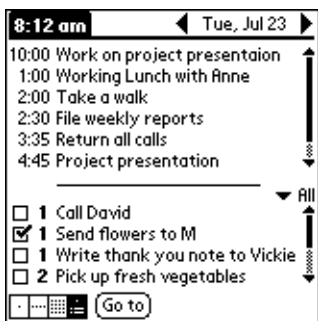 8:12 am Tue, Jul 23
10:00 Work on project presentaion
1:00 Working Lunch with Anne
2:00 Take a walk
2:30 File weekly reports
3:35 Return all calls
4:45 Project presentation
All
1 Call David
1 Send flowers to M
1 Write thank you note to Vickie
2 Pick up fresh vegetables
Go to